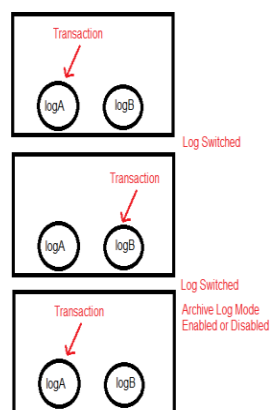 Transaction
logA logB
Log Switched
Transaction
logA logB
Log Switched
Archive Log Mode
Enabled or Disabled
Transaction
logA logB